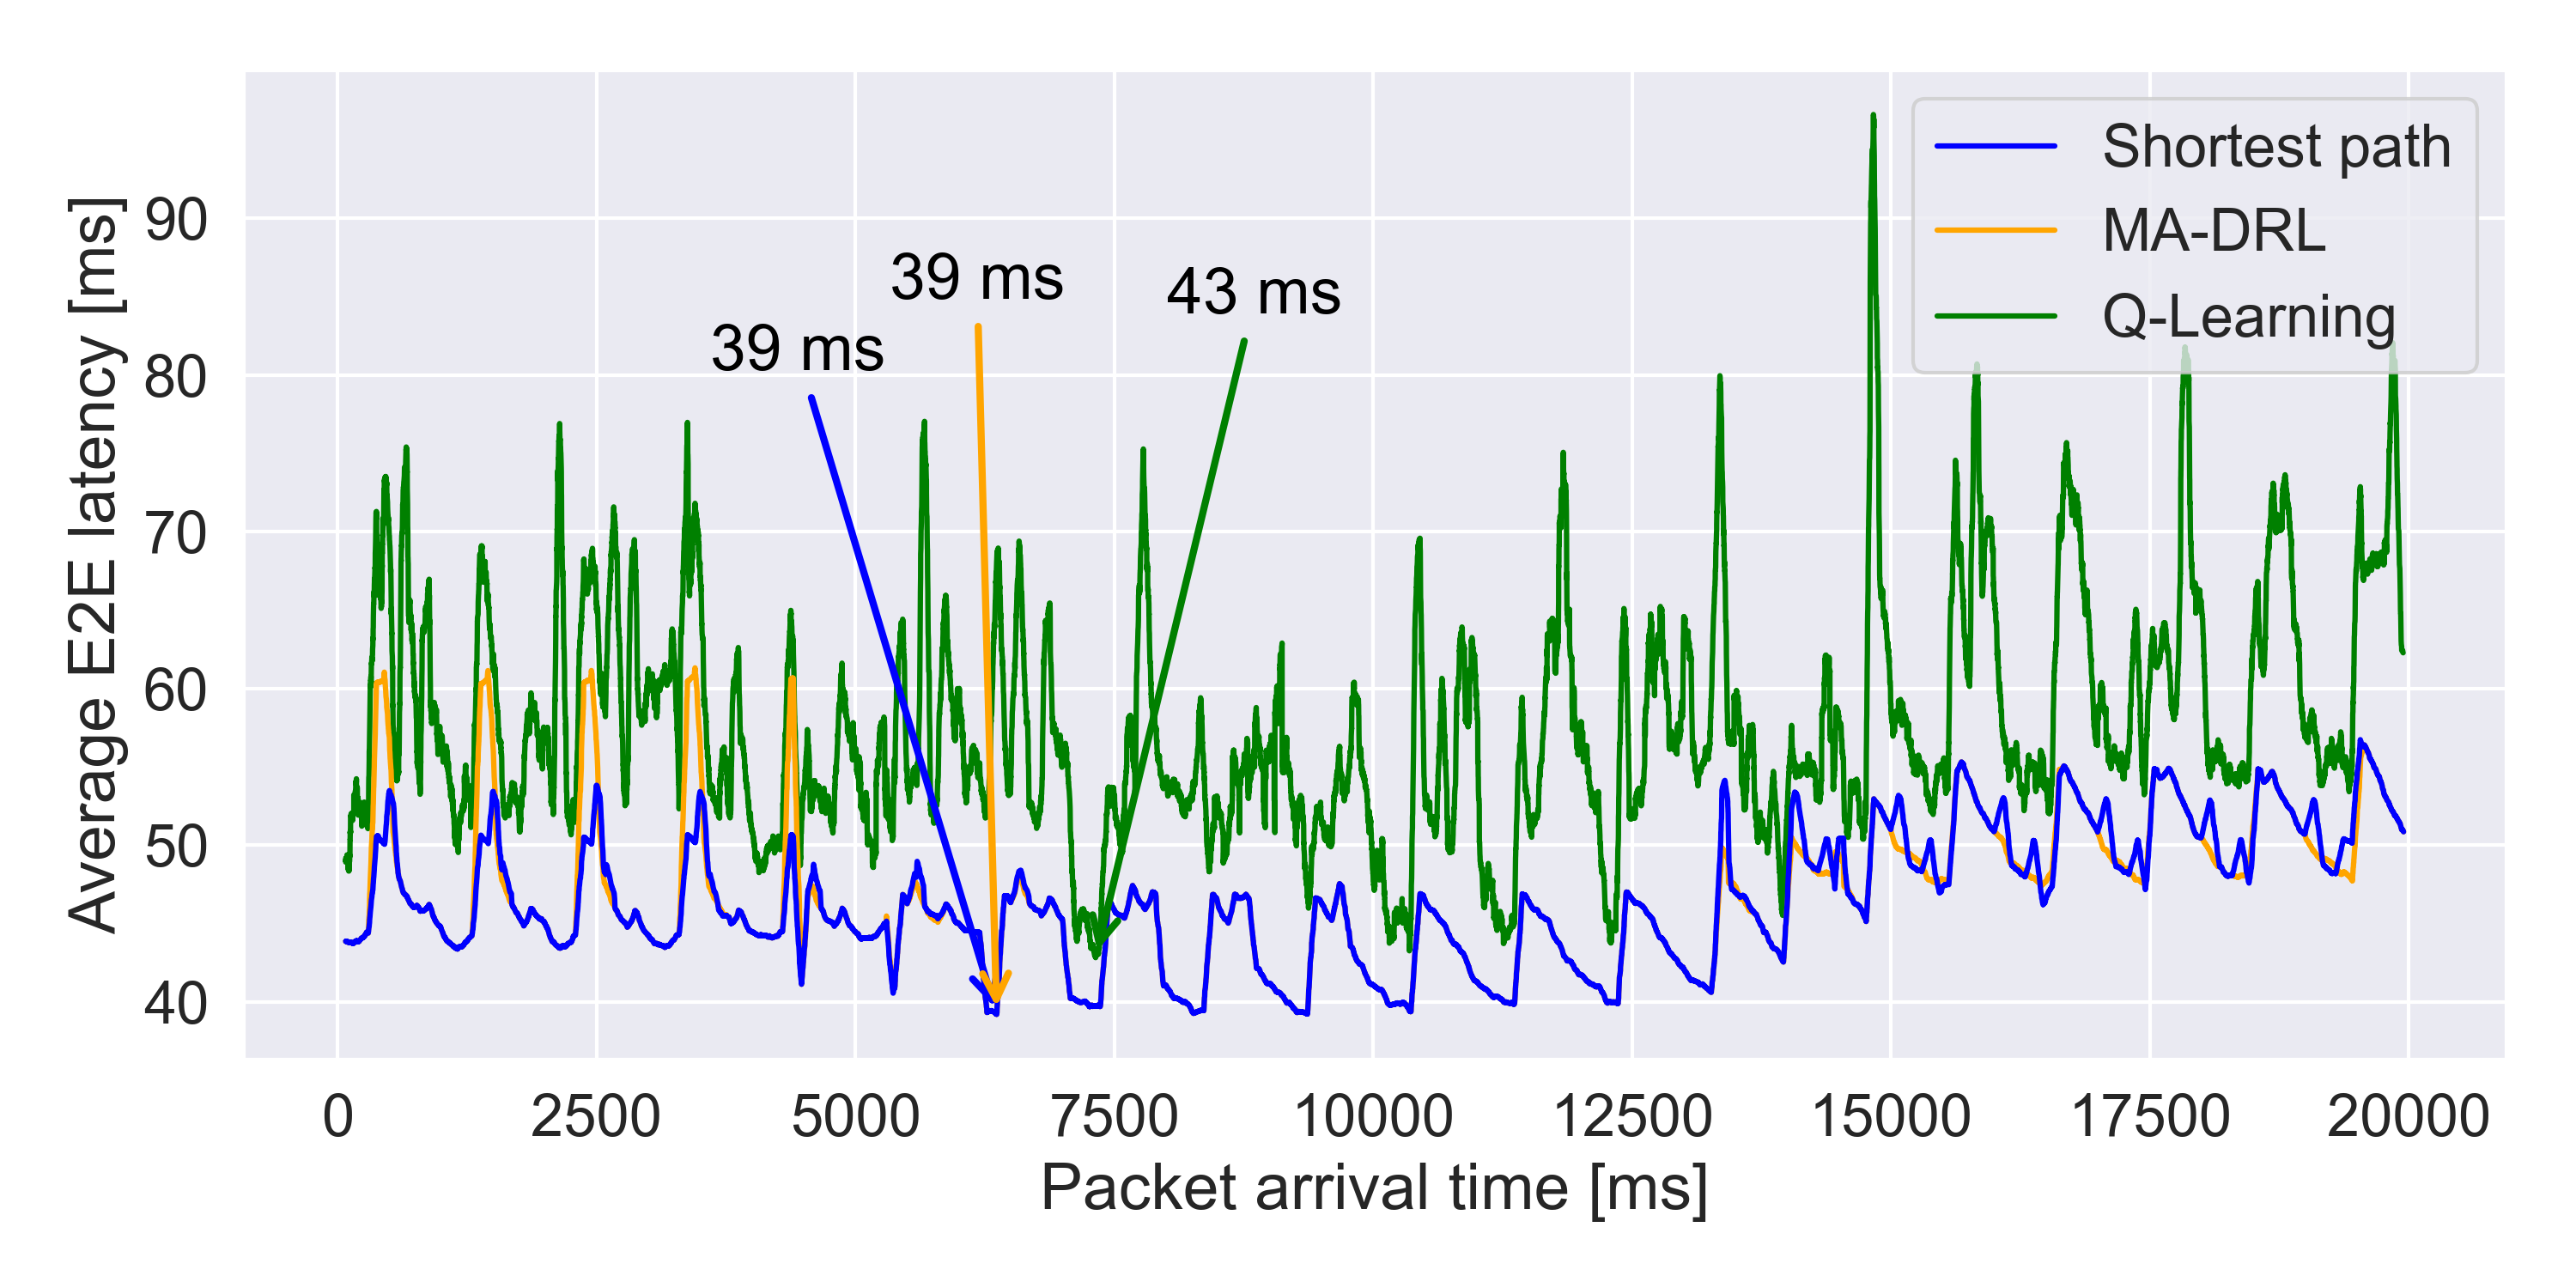 39 ms
39 ms
43 ms
Shortest path
MA-DRL
Q-Learning
Average E2E latency [ms]
90
80
70
60
50
40
0 2500 5000 7500 10000 12500 15000 17500 20000
Packet arrival time [ms]